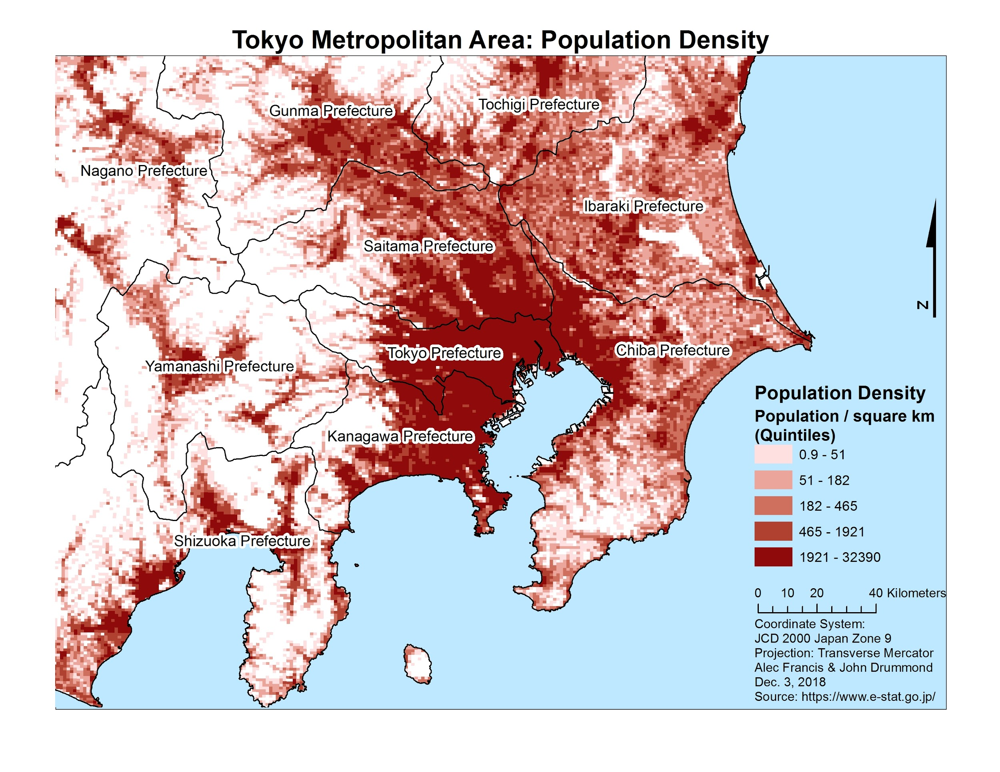 Tokyo Metropolitan Area: Population Density
Tochigi Prefecture
Gunma Prefecture
Nagano Prefecture
Ibaraki Prefecture
Saitama Prefecture
N
Chiba Prefecture
Tokyo Prefecture
Yamanashi Prefecture
Kanagawa Prefecture
Shizuoka Prefecture
Population Density
Population / square km
(Quintiles)
0.9 - 51
51 - 182
182 - 465
465 - 1921
1921 - 32390
0 10 20 40 Kilometers
Coordinate System:
JCD 2000 Japan Zone 9
Projection: Transverse Mercator
Alec Francis & John Drummond
Dec. 3, 2018
Source: https://www.e-stat.go.jp/